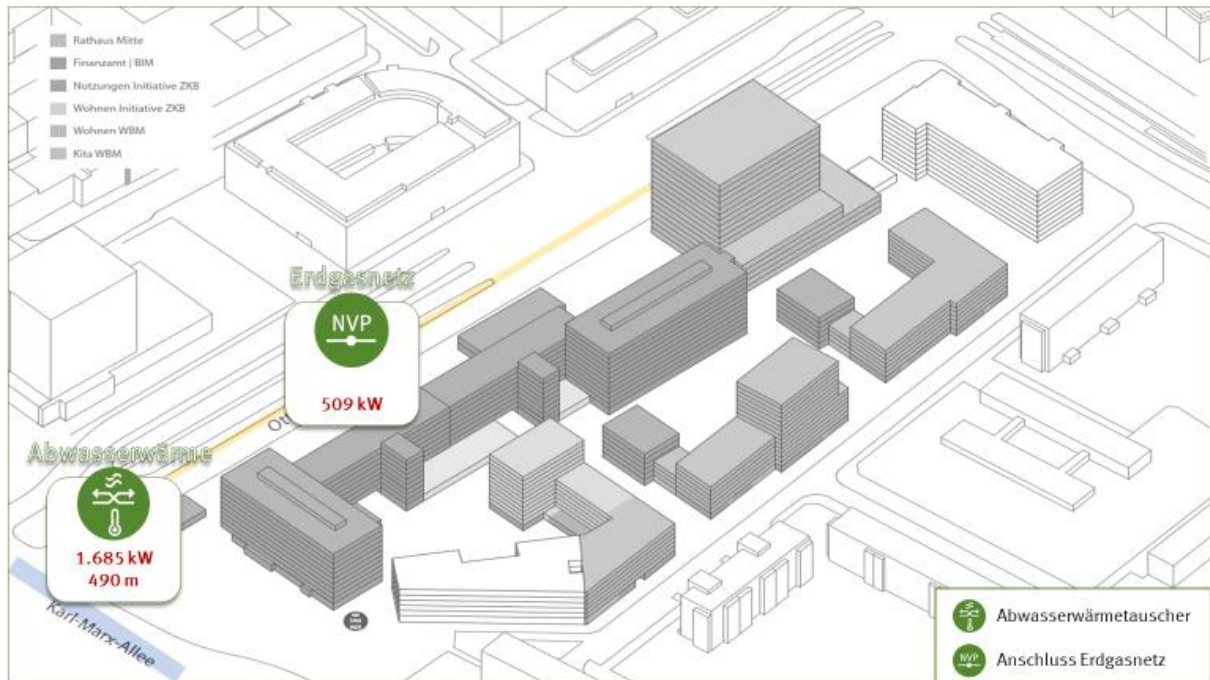 Rathaus Mitte
Finanzamt | BIM
Nutzungen Initiative ZKB
Wohnen Initiative ZKB
Wohnen WBM
Kita WBM
Erdgasnetz
NVP
509 kW
Abwasserwärme
1.685 kW
490 m
Karl-Marx-Allee
Abwasserwärmetauscher
NVP
Anschluss Erdgasnetz